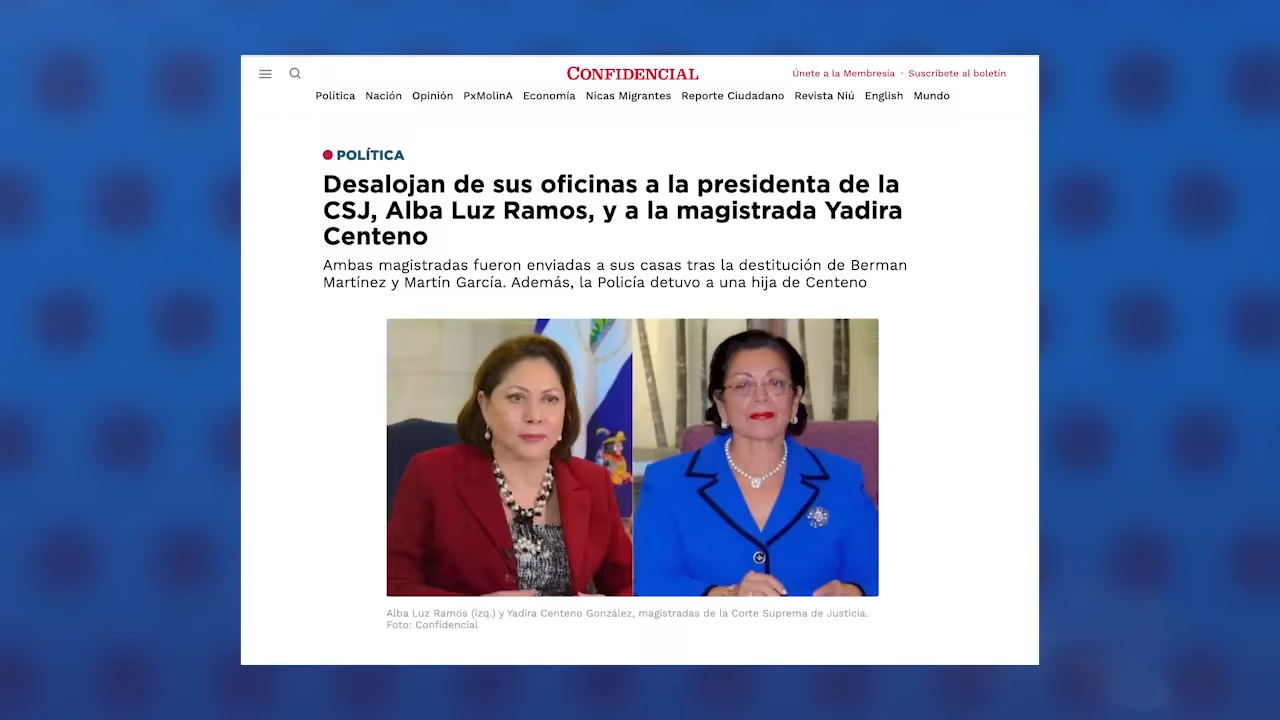 CONFIDENCIAL
Únete a la Membresía · Suscríbete al boletín
Política Nación Opinión PxMolinA Economía Nicas Migrantes Reporte Ciudadano Revista Niú English Mundo
POLÍTICA
Desalojan de sus oficinas a la presidenta de la
CSJ, Alba Luz Ramos, y a la magistrada Yadira
Centeno
Ambas magistradas fueron enviadas a sus casas tras la destitución de Berman
Martínez y Martín García. Además, la Policía detuvo a una hija de Centeno
Alba Luz Ramos (izq.) y Yadira Centeno González, magistradas de la Corte Suprema de Justicia.
Foto: Confidencial